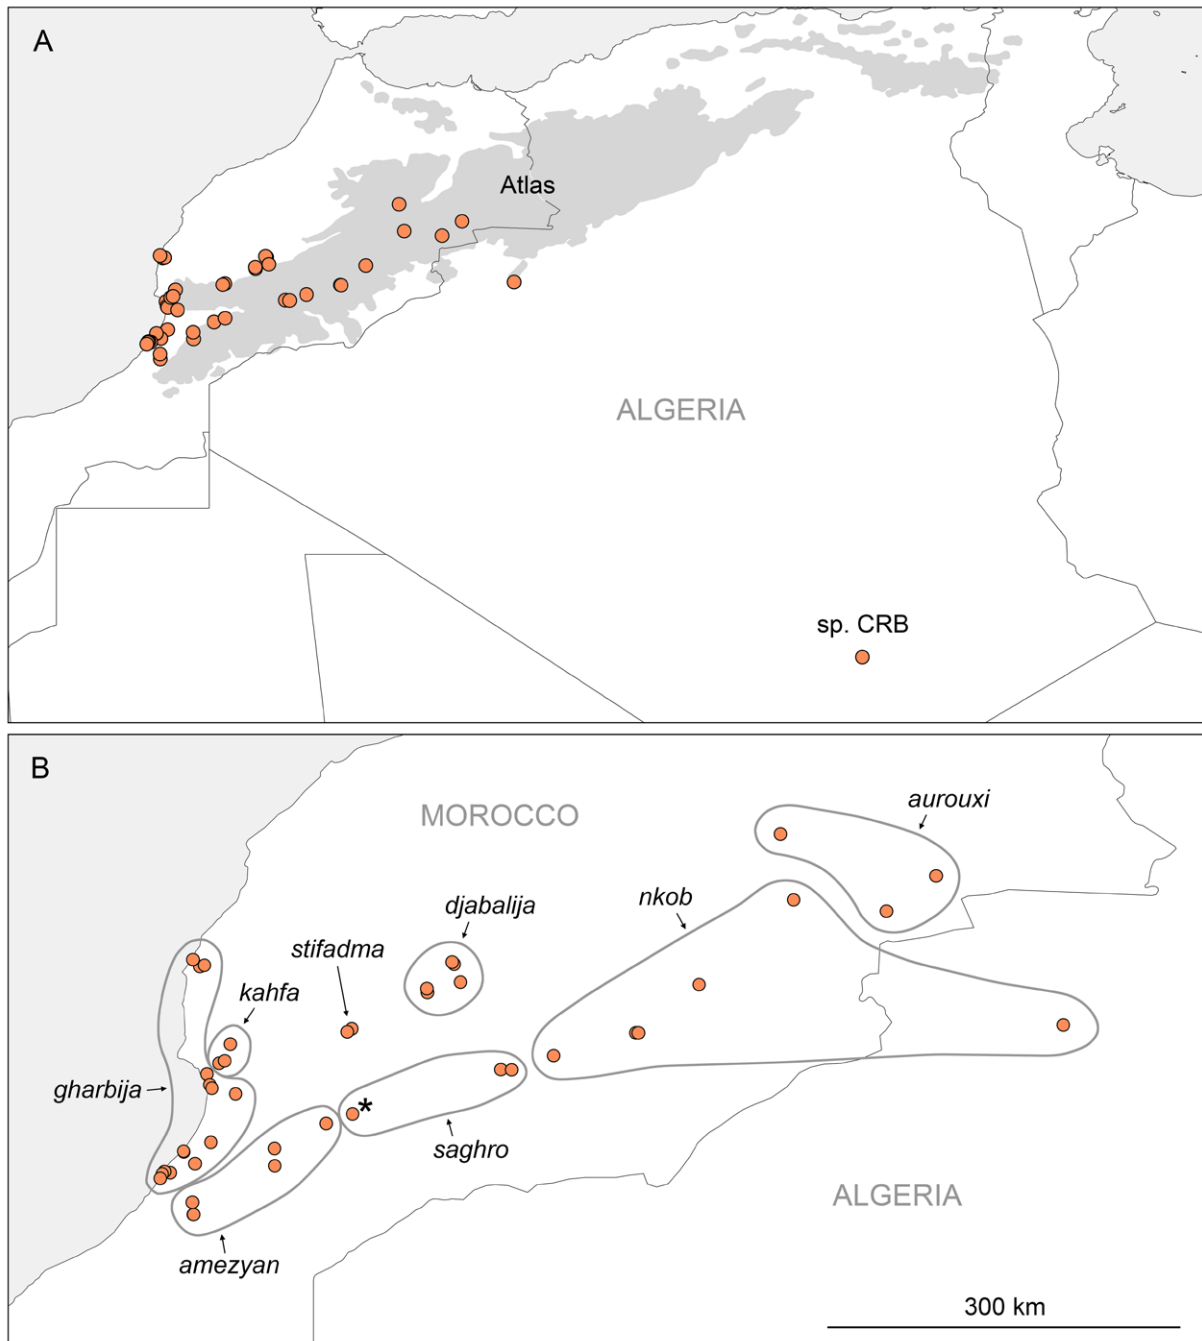 A
Atlas
ALGERIA
sp. CRB
B
MOROCCO
aurouxi
djabalija
nkob
stifadma
kahfa
gharbija
*
saghro
ALGERIA
amezyan
300 km